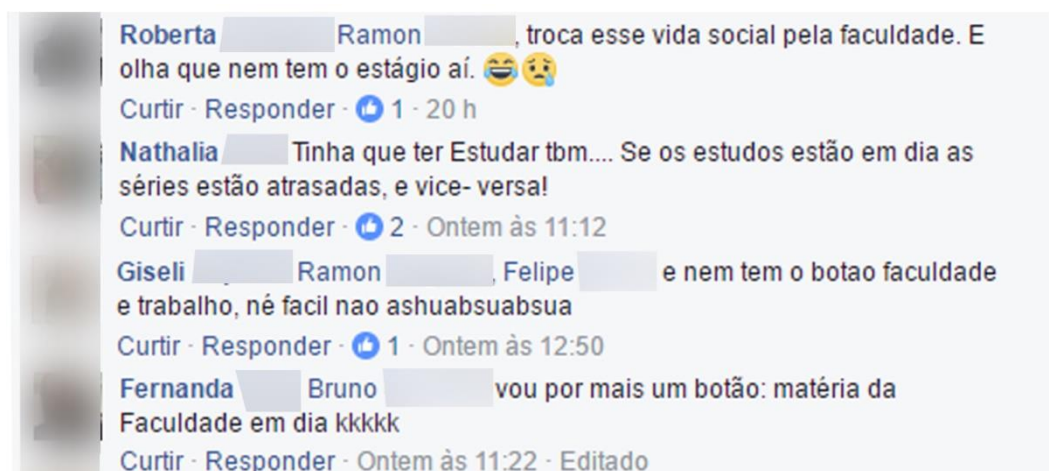 Roberta Ramon , troca esse vida social pela faculdade. E
olha que nem tem o estágio aí. 😂😢
Curtir · Responder · 1 · 20 h
Nathalia Tinha que ter Estudar tbm.... Se os estudos estão em dia as
séries estão atrasadas, e vice- versa!
Curtir · Responder · 2 · Ontem às 11:12
Giseli Ramon , Felipe e nem tem o botao faculdade
e trabalho, né facil nao ashuabsuabsua
Curtir · Responder · 1 · Ontem às 12:50
Fernanda Bruno vou por mais um botão: matéria da
Faculdade em dia kkkkk
Curtir · Responder · Ontem às 11:22 · Editado